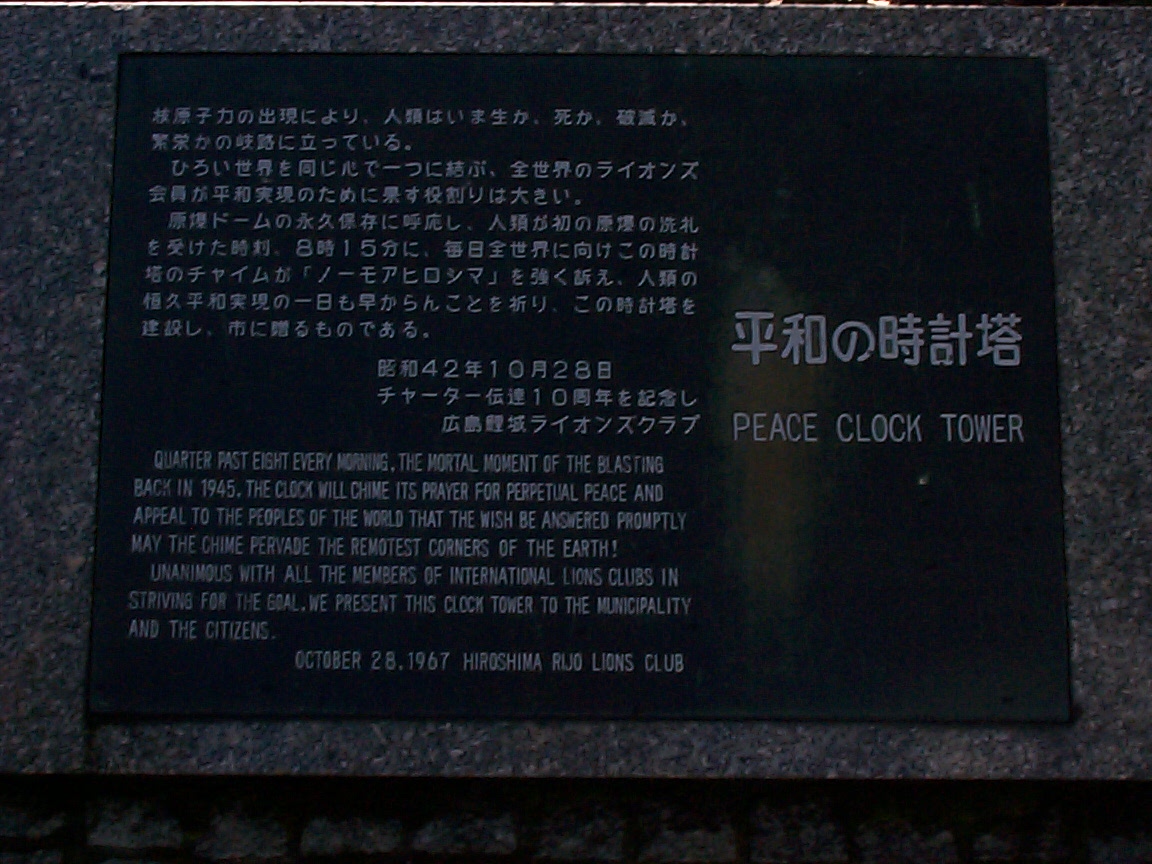 核原子力の出現により、人類はいま生か、死か、破滅か、
繁栄かの岐路に立っている。
ひろい世界を同じ心で一つに結ぶ、全世界のライオンズ
会員が平和実現のために果す役割りは大きい。
原爆ドームの永久保存に呼応し、人類が初の原爆の洗礼
を受けた時刻、8時15分に、毎日全世界に向けこの時計
塔のチャイムが「ノーモアヒロシマ」を強く訴え、人類の
恒久平和実現の一日も早からんことを祈り、この時計塔を
建設し、市に贈るものである。
昭和42年10月28日
チャーター伝達10周年を記念し
広島鯉城ライオンズクラブ
QUARTER PAST EIGHT EVERY MORNING, THE MORTAL MOMENT OF THE BLASTING
BACK IN 1945, THE CLOCK WILL CHIME ITS PRAYER FOR PERPETUAL PEACE AND
APPEAL TO THE PEOPLES OF THE WORLD THAT THE WISH BE ANSWERED PROMPTLY
MAY THE CHIME PERVADE THE REMOTEST CORNERS OF THE EARTH!
UNANIMOUS WITH ALL THE MEMBERS OF INTERNATIONAL LIONS CLUBS IN
STRIVING FOR THE GOAL, WE PRESENT THIS CLOCK TOWER TO THE MUNICIPALITY
AND THE CITIZENS.
OCTOBER 28, 1967 HIROSHIMA RIJO LIONS CLUB
平和の時計塔
PEACE CLOCK TOWER